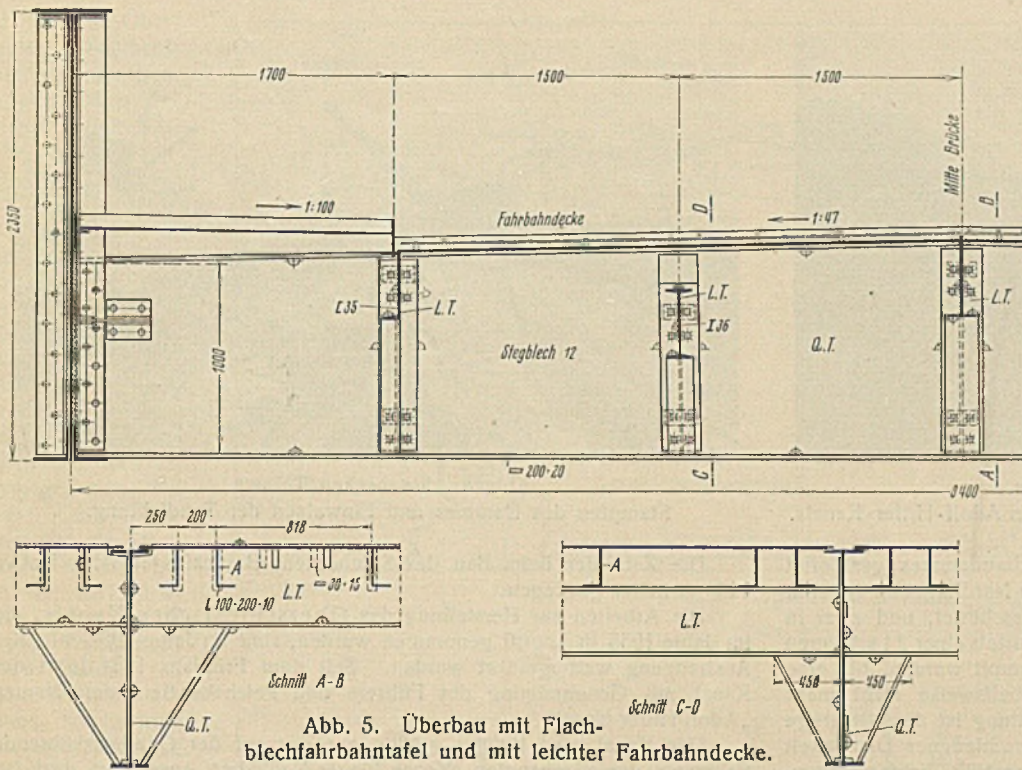 1700
1500
1500
2350
1:100
Fahrbahndecke
D
1:47
Mitte Brücke
B
I 35
L.T.
L.T.
I 36
L.T.
1000
Stegblech 12
Q.T.
200·20
C
A
8400
250
200
818
A
L.T.
30·15
L 100·200·10
Schnitt A-B
Q.T.
A
L.T.
450
450
Schnitt C-D
Q.T.
Abb. 5. Überbau mit Flach-
blechfahrbahntafel und mit leichter Fahrbahndecke.